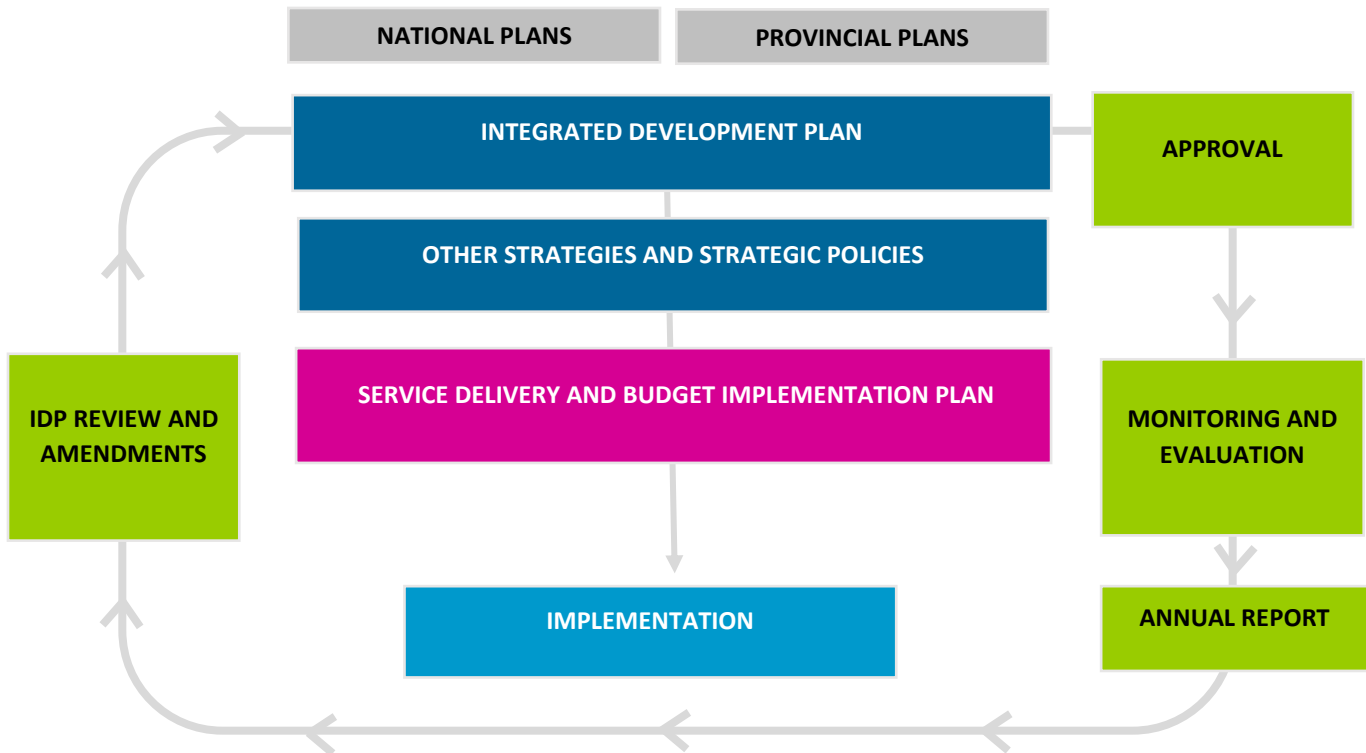 NATIONAL PLANS
PROVINCIAL PLANS
INTEGRATED DEVELOPMENT PLAN
APPROVAL
OTHER STRATEGIES AND STRATEGIC POLICIES
SERVICE DELIVERY AND BUDGET IMPLEMENTATION PLAN
IDP REVIEW AND
AMENDMENTS
MONITORING AND
EVALUATION
IMPLEMENTATION
ANNUAL REPORT